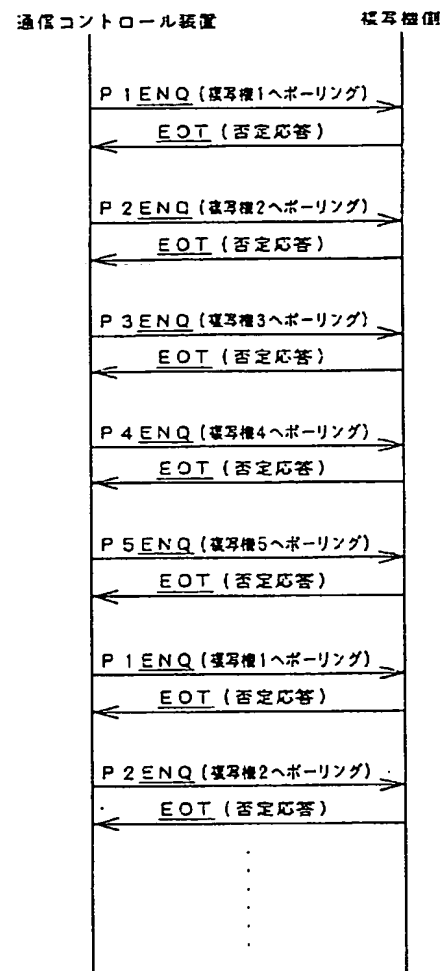 通信コントロール装置
複写機側
P1ENQ(複写機1へポーリング)
EOT(否定応答)
P2ENQ(複写機2へポーリング)
EOT(否定応答)
P3ENQ(複写機3へポーリング)
EOT(否定応答)
P4ENQ(複写機4へポーリング)
EOT(否定応答)
P5ENQ(複写機5へポーリング)
EOT(否定応答)
P1ENQ(複写機1へポーリング)
EOT(否定応答)
P2ENQ(複写機2へポーリング)
EOT(否定応答)